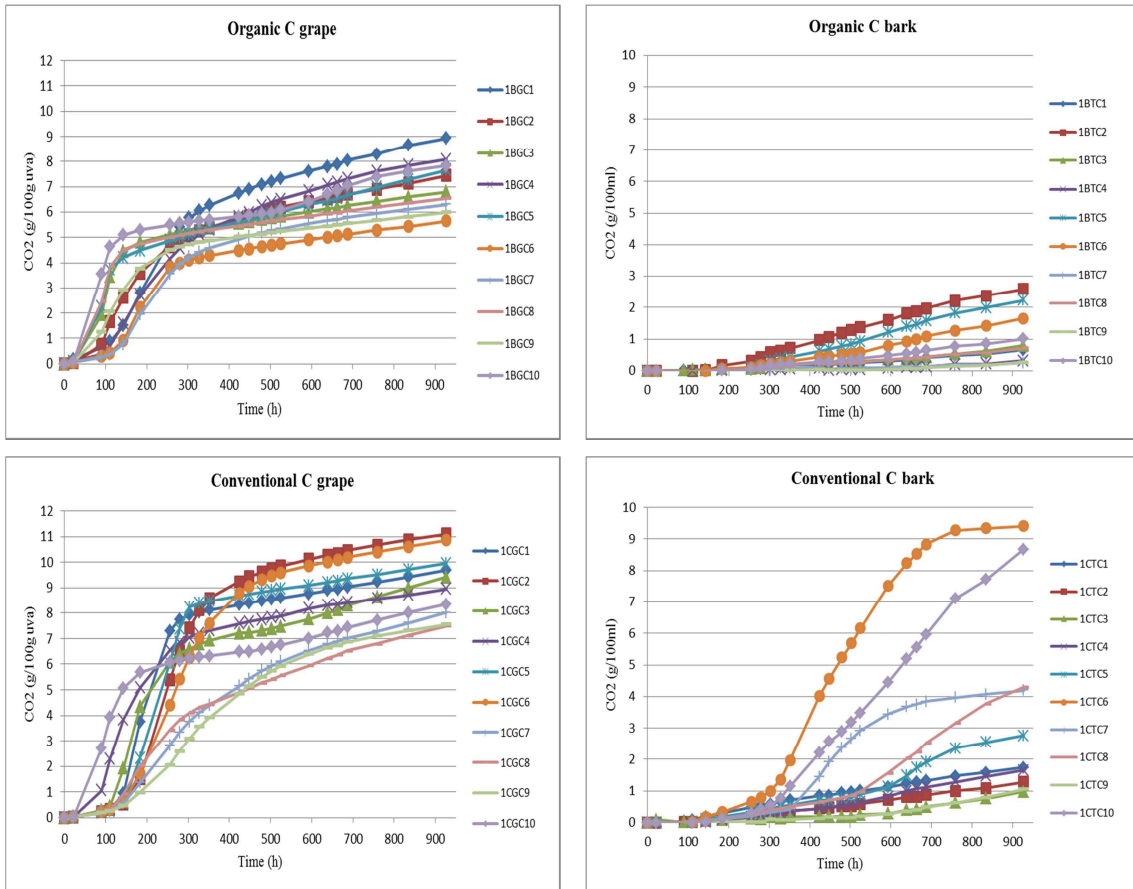 Organic C grape
12
11
10
9
8
7
6
5
4
3
2
1
0
CO2 (g/100guva)
0 100 200 300 400 500 600 700 800 900
Time (h)
1BGC1
1BGC2
1BGC3
1BGC4
1BGC5
1BGC6
1BGC7
1BGC8
1BGC9
1BGC10
Organic C bark
10
9
8
7
6
5
4
3
2
1
0
CO2 (g/100ml)
0 100 200 300 400 500 600 700 800 900
Time (h)
1BTC1
1BTC2
1BTC3
1BTC4
1BTC5
1BTC6
1BTC7
1BTC8
1BTC9
1BTC10
Conventional C grape
12
11
10
9
8
7
6
5
4
3
2
1
0
CO2 (g/100guva)
0 100 200 300 400 500 600 700 800 900
Time (h)
1CGC1
1CGC2
1CGC3
1CGC4
1CGC5
1CGC6
1CGC7
1CGC8
1CGC9
1CGC10
Conventional C bark
10
9
8
7
6
5
4
3
2
1
0
CO2 (g/100ml)
0 100 200 300 400 500 600 700 800 900
Time (h)
1CTC1
1CTC2
1CTC3
1CTC4
1CTC5
1CTC6
1CTC7
1CTC8
1CTC9
1CTC10